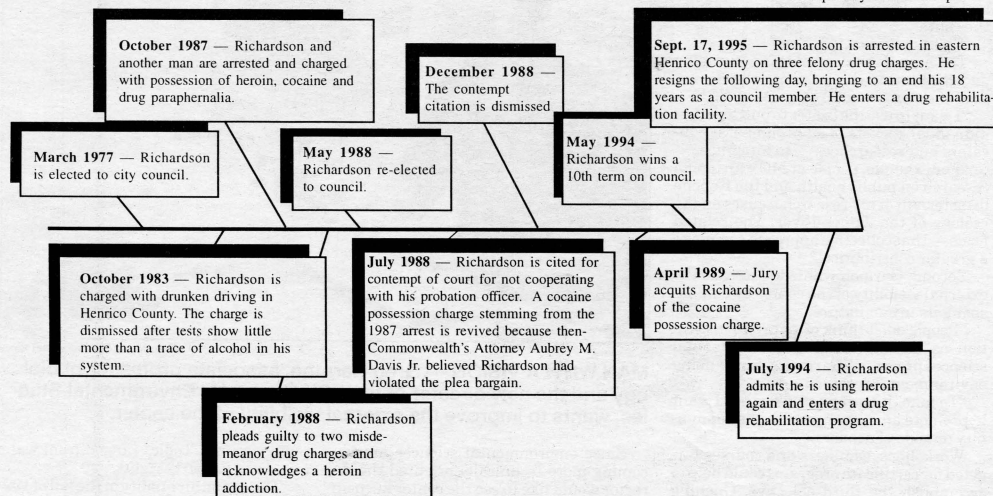 October 1987 — Richardson and
another man are arrested and charged
with possession of heroin, cocaine and
drug paraphernalia.
December 1988 —
The contempt
citation is dismissed
Sept. 17, 1995 — Richardson is arrested in eastern
Henrico County on three felony drug charges. He
resigns the following day, bringing to an end his 18
years as a council member. He enters a drug rehabilita-
tion facility.
March 1977 — Richardson
is elected to city council.
May 1988 —
Richardson re-elected
to council.
May 1994 —
Richardson wins a
10th term on council.
October 1983 — Richardson is
charged with drunken driving in
Henrico County. The charge is
dismissed after tests show little
more than a trace of alcohol in his
system.
July 1988 — Richardson is cited for
contempt of court for not cooperating
with his probation officer. A cocaine
possession charge stemming from the
1987 arrest is revived because then-
Commonwealth's Attorney Aubrey M.
Davis Jr. believed Richardson had
violated the plea bargain.
April 1989 — Jury
acquits Richardson
of the cocaine
possession charge.
July 1994 — Richardson
admits he is using heroin
again and enters a drug
rehabilitation program.
February 1988 — Richardson
pleads guilty to two misde-
meanor drug charges and
acknowledges a heroin
addiction.